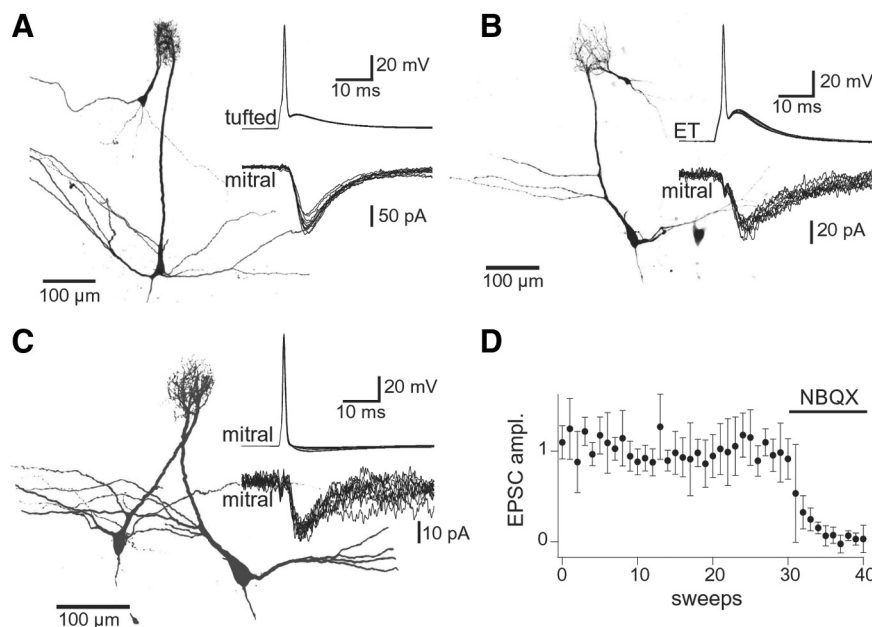 A
20 mV
10 ms
tufted
mitral
50 pA
100 µm
B
20 mV
10 ms
ET
mitral
20 pA
100 µm
C
20 mV
10 ms
mitral
mitral
10 pA
100 µm
D
NBQX
EPSC ampl.
1
0
0 10 20 30 40
sweeps